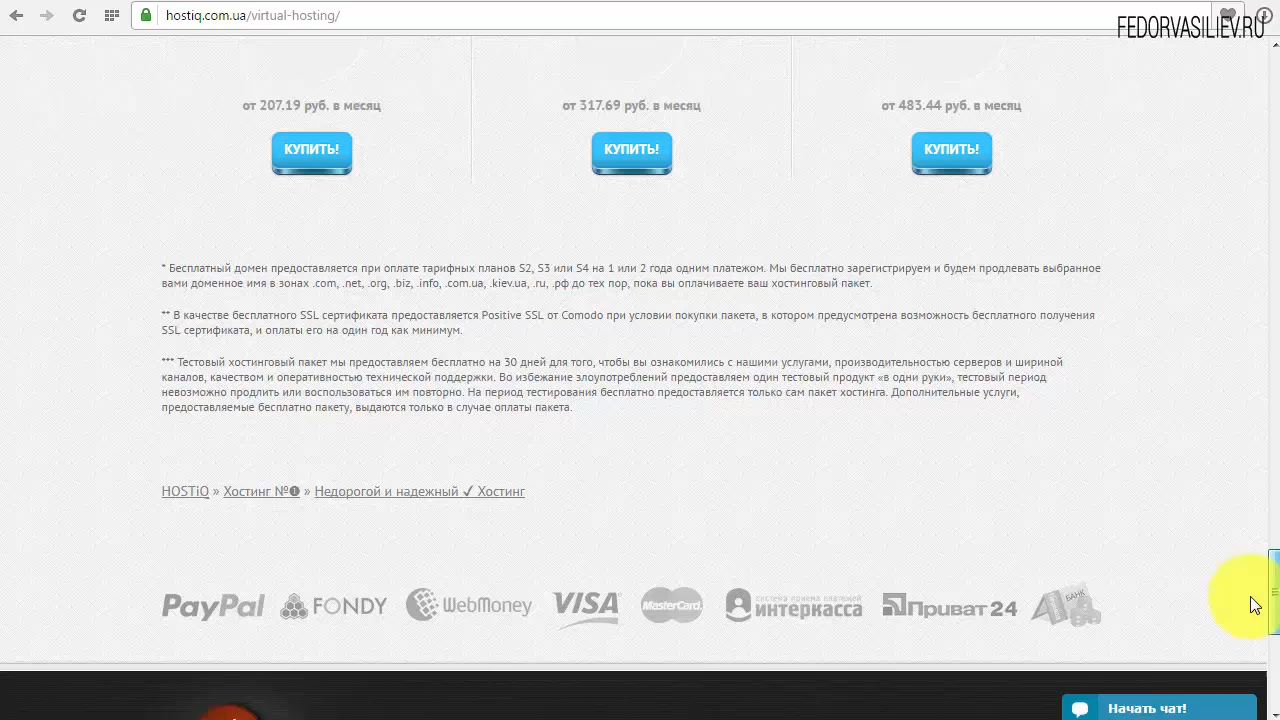 hostiq.com.ua/virtual-hosting/
FEDORVASILIEV.RU
от 207.19 руб. в месяц
от 317.69 руб. в месяц
от 483.44 руб. в месяц
КУПИТЬ!
КУПИТЬ!
КУПИТЬ!
* Бесплатный домен предоставляется при оплате тарифных планов S2, S3 или S4 на 1 или 2 года одним платежом. Мы бесплатно зарегистрируем и будем продлевать выбранное
вами доменное имя в зонах .com, .net, .org, .biz, .info, .com.ua, .kiev.ua, .ru, .рф до тех пор, пока вы оплачиваете ваш хостинговый пакет.
** В качестве бесплатного SSL сертификата предоставляется Positive SSL от Comodo при условии покупки пакета, в котором предусмотрена возможность бесплатного получения
SSL сертификата, и оплаты его на один год как минимум.
*** Тестовый хостинговый пакет мы предоставляем бесплатно на 30 дней для того, чтобы вы ознакомились с нашими услугами, производительностью серверов и шириной
каналов, качеством и оперативностью технической поддержки. Во избежание злоупотреблений предоставляем один тестовый продукт «в одни руки», тестовый период
невозможно продлить или воспользоваться им повторно. На период тестирования бесплатно предоставляется только сам пакет хостинга. Дополнительные услуги,
предоставляемые бесплатно пакету, выдаются только в случае оплаты пакета.
HOSTiQ » Хостинг №❶ » Недорогой и надежный ✓ Хостинг
PayPal FONDY WebMoney VISA MasterCard система приема платежей интеркасса Приват 24 БАНК
Начать чат!